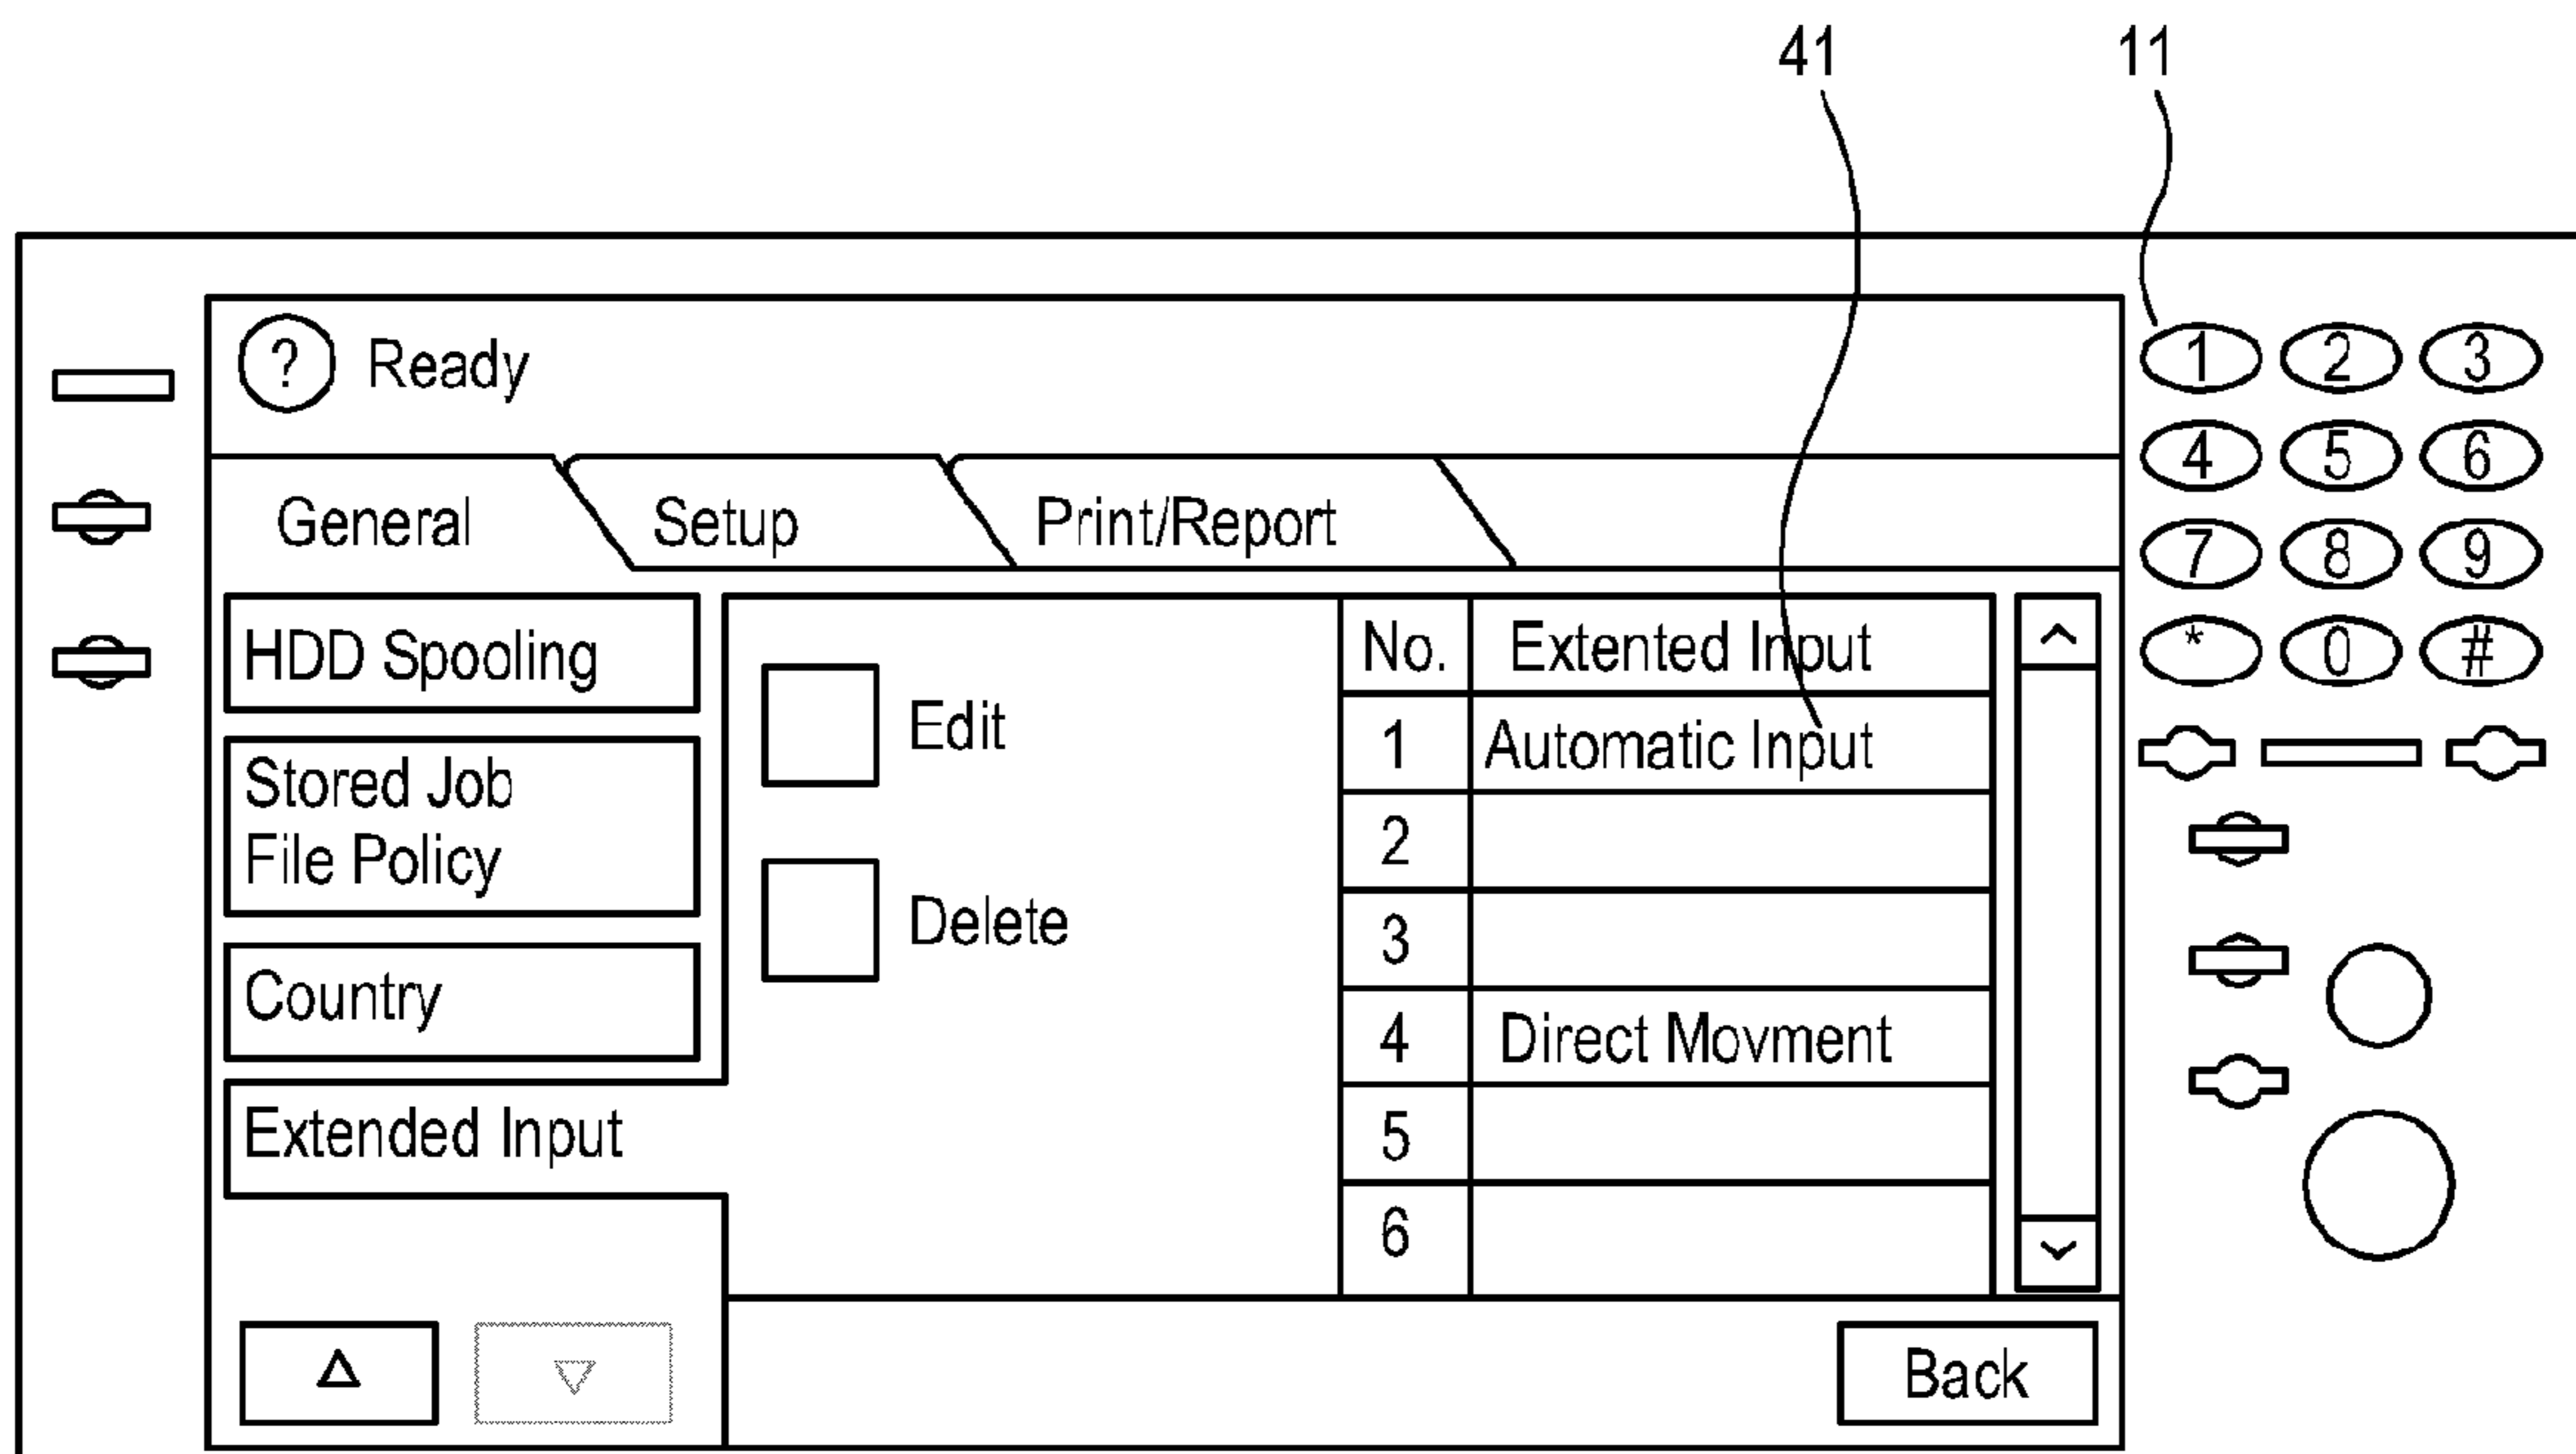 41
11
? Ready
General
Setup
Print/Report
HDD Spooling
Stored Job
File Policy
Country
Extended Input
Edit
Delete
No. Extented Input
1 Automatic Input
2
3
4 Direct Movment
5
6
Back
1 2 3
4 5 6
7 8 9
* 0 #